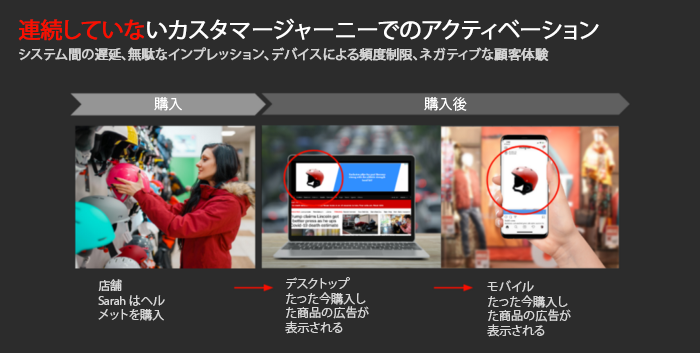 連続していないカスタマージャーニーでのアクティベーション
システム間の遅延、無駄なインプレッション、デバイスによる頻度制限、ネガティブな顧客体験
購入
購入後
店舗
Sarah はヘル
メットを購入
デスクトップ
たった今購入し
た商品の広告が
表示される
モバイル
たった今購入し
た商品の広告が
表示される